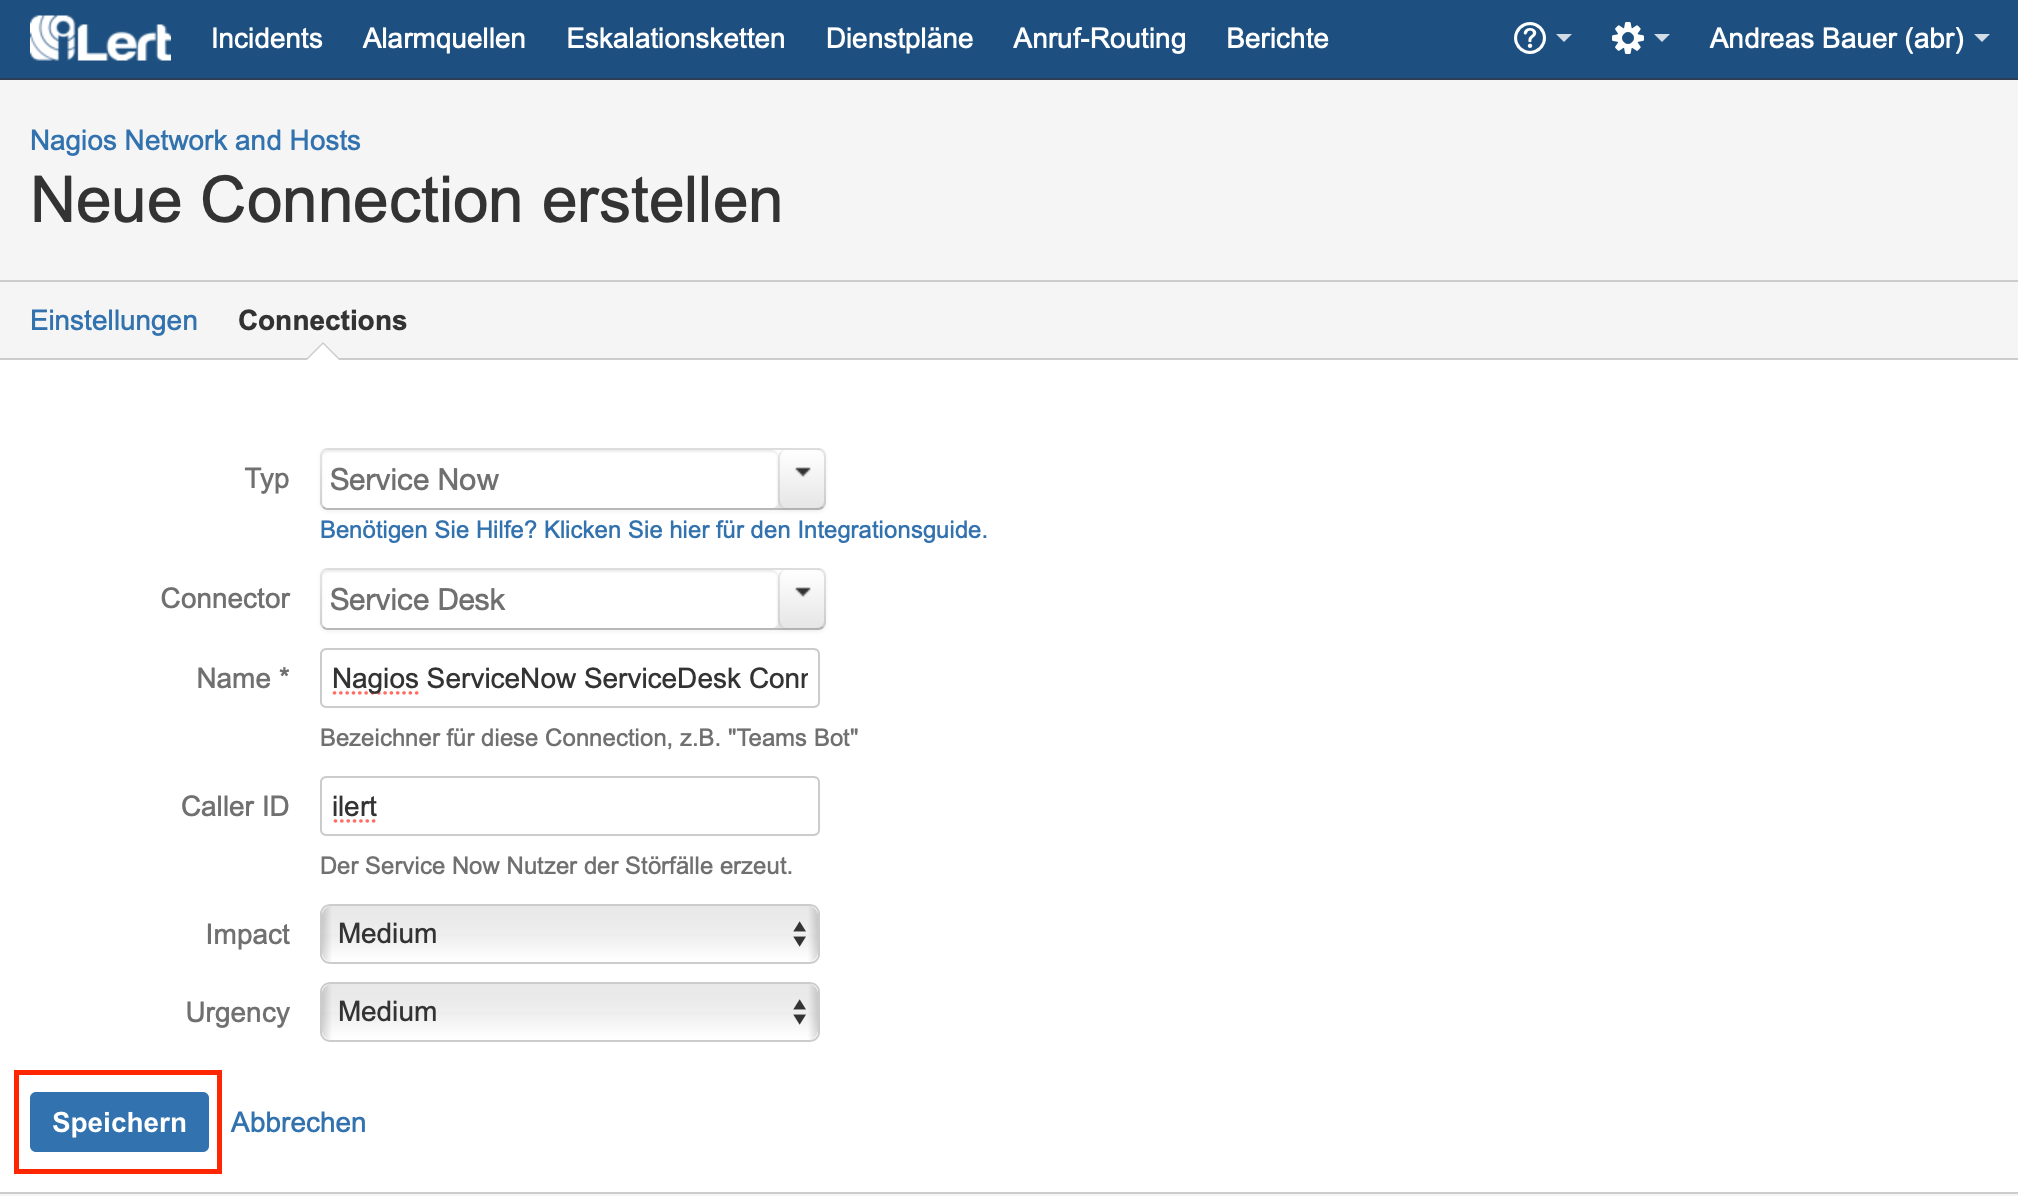 iLert Incidents Alarmquellen Eskalationsketten Dienstpläne Anruf-Routing Berichte ? Andreas Bauer (abr)
Nagios Network and Hosts
Neue Connection erstellen
Einstellungen Connections
Typ Service Now
Benötigen Sie Hilfe? Klicken Sie hier für den Integrationsguide.
Connector Service Desk
Name * Nagios ServiceNow ServiceDesk Conr
Bezeichner für diese Connection, z.B. "Teams Bot"
Caller ID ilert
Der Service Now Nutzer der Störfälle erzeut.
Impact Medium
Urgency Medium
Speichern Abbrechen